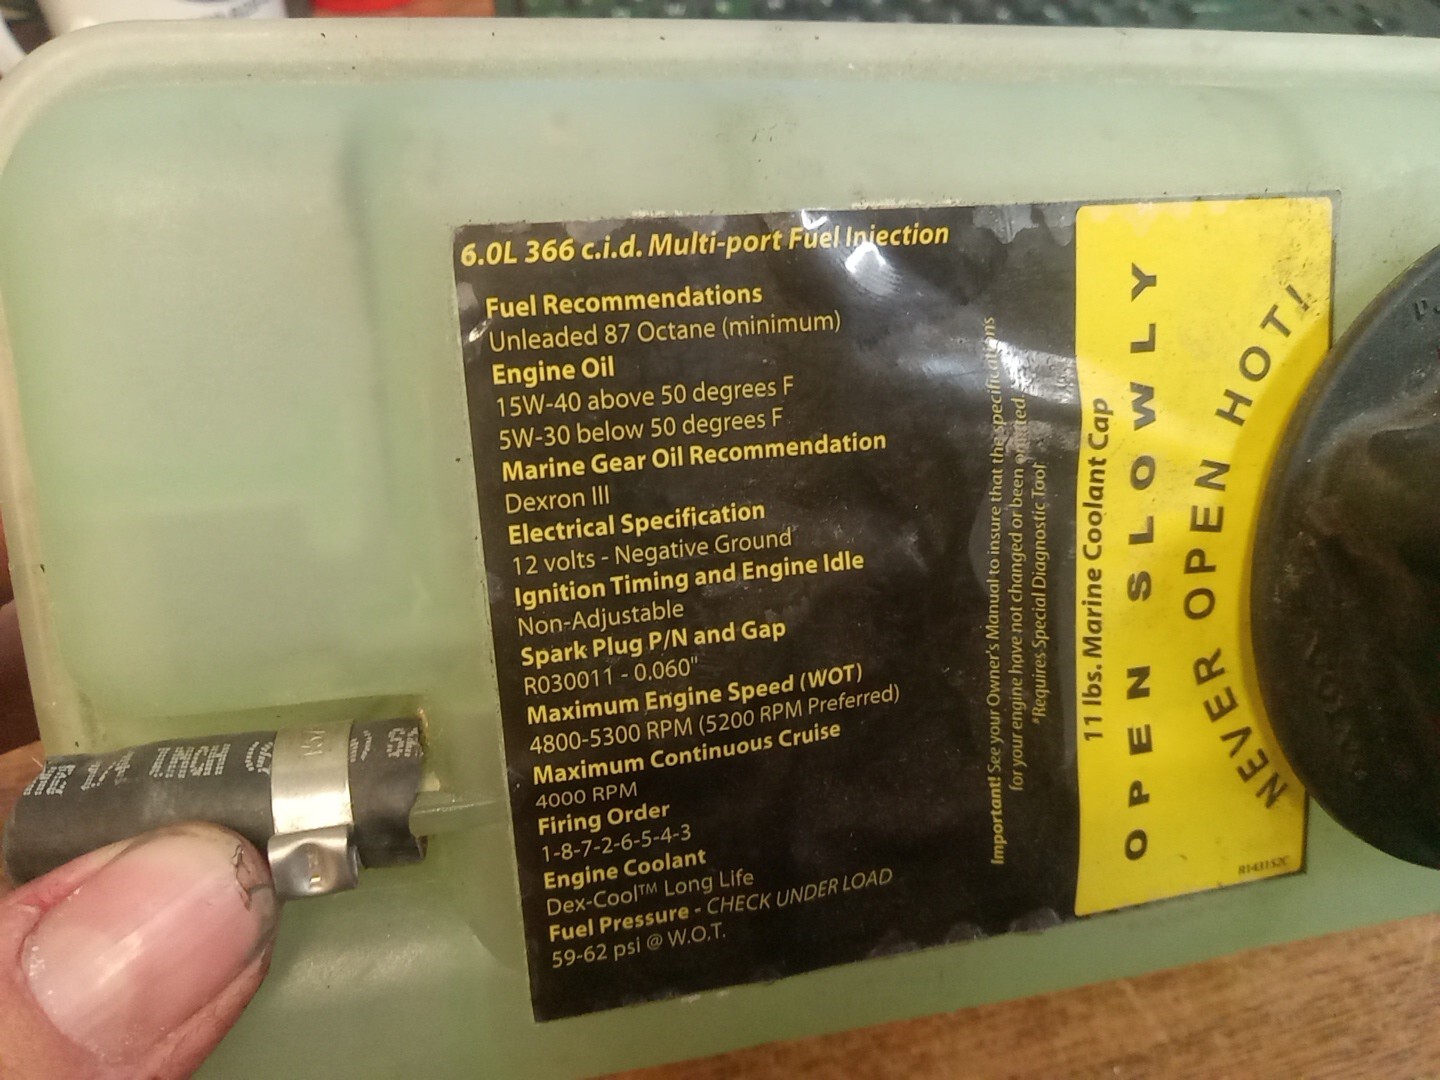 6.0L 366 c.i.d. Multi-port Fuel Injection
Fuel Recommendations
Unleaded 87 Octane (minimum)
Engine Oil
15W-40 above 50 degrees F
5W-30 below 50 degrees F
Marine Gear Oil Recommendation
Dexron III
Electrical Specification
12 volts - Negative Ground
Ignition Timing and Engine Idle
Non-Adjustable
Spark Plug P/N and Gap
R030011 - 0.060"
Maximum Engine Speed (WOT)
4800-5300 RPM (5200 RPM Preferred)
Maximum Continuous Cruise
4000 RPM
Firing Order
1-8-7-2-6-5-4-3
Engine Coolant
Dex-Cool™ Long Life
Fuel Pressure - CHECK UNDER LOAD
59-62 psi @ W.O.T.
Important! See your Owner's Manual to insure that the specifications
for your engine have not changed or been omitted.
*Requires Special Diagnostic Tool
11 lbs. Marine Coolant Cap
OPEN SLOWLY
NEVER OPEN HOT!
1/4 INCH